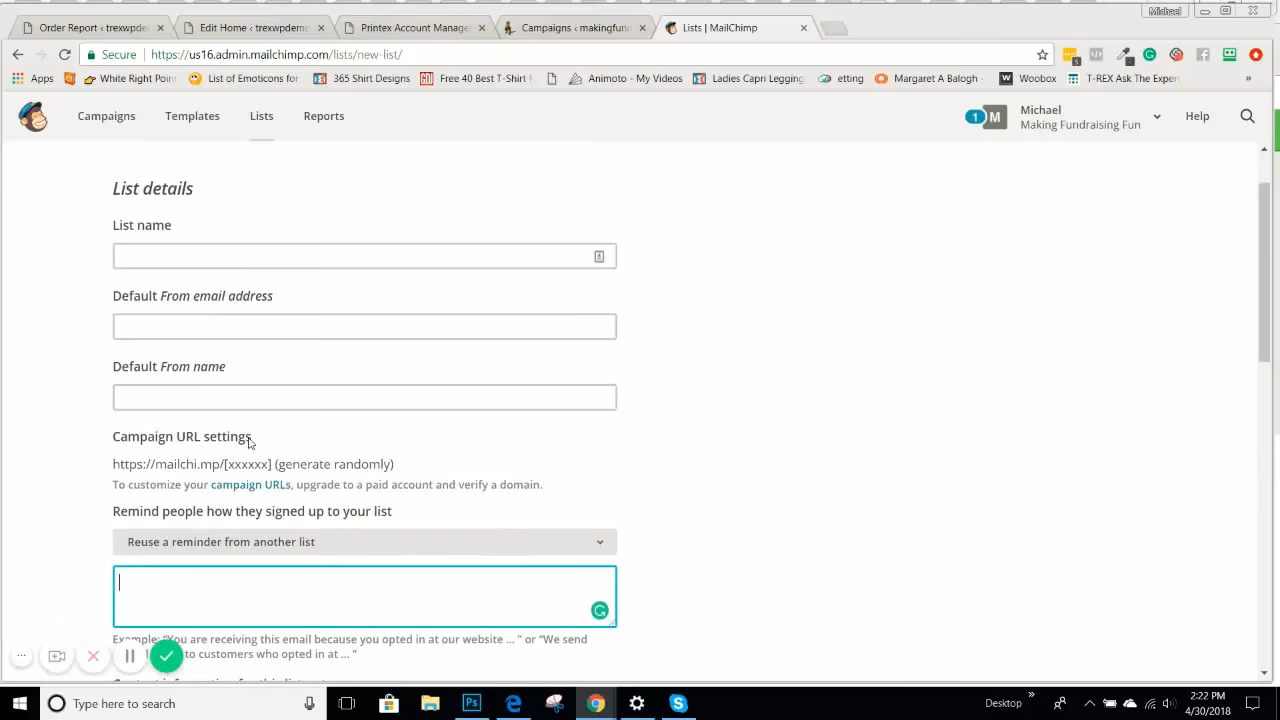 Michael
Order Report ‹ trexwpdem
Edit Home ‹ trexwpdemo
Printex Account Manage
Campaigns ‹ makingfund
Lists | MailChimp
Secure
https://us16.admin.mailchimp.com/lists/new-list/
Apps
White Right Poin
List of Emoticons for
365 Shirt Designs
Free 40 Best T-Shirt
Animoto - My Videos
Ladies Capri Legging
etting
Margaret A Balogh -
Woobox
T-REX Ask The Exper
»
Campaigns
Templates
Lists
Reports
1
M
Michael
Making Fundraising Fun
Help
List details
List name
Default From email address
Default From name
Campaign URL settings
https://mailchi.mp/[xxxxxx] (generate randomly)
To customize your campaign URLs, upgrade to a paid account and verify a domain.
Remind people how they signed up to your list
Reuse a reminder from another list
Example: “You are receiving this email because you opted in at our website ... ” or “We send
to customers who opted in at ... ”
Type here to search
Ps
Desktop
»
2:22 PM
4/30/2018